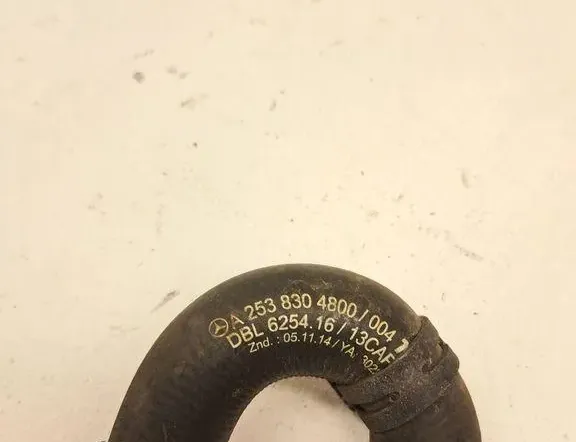 A 253 830 4800 / 004
DBL 6254.16 / 13CAF
Znd. : 05.11.14 / YA